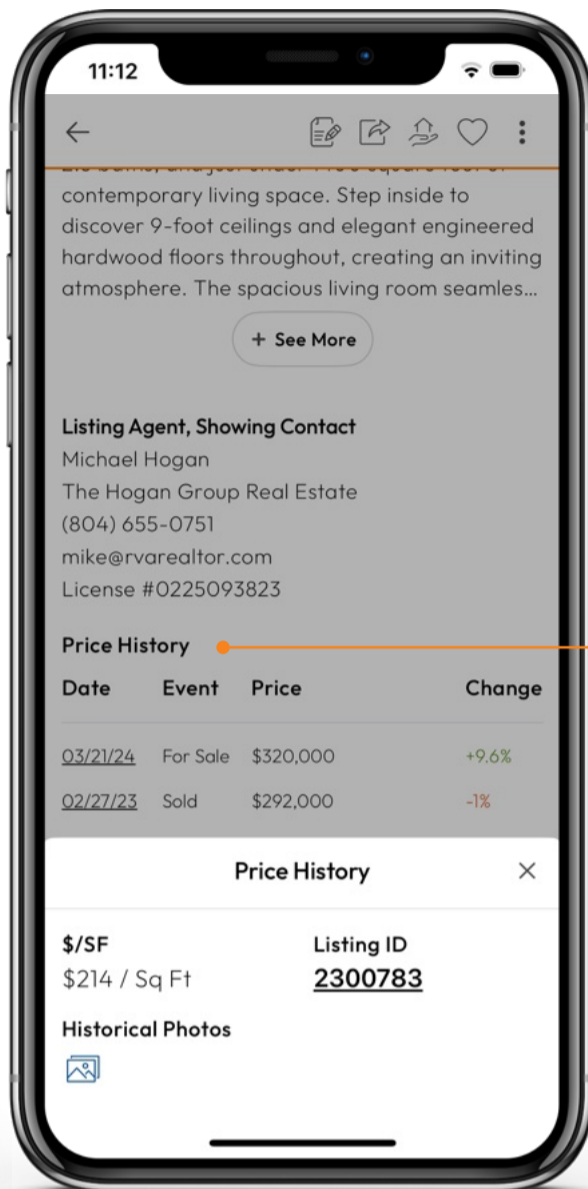 11:12
contemporary living space. Step inside to
discover 9-foot ceilings and elegant engineered
hardwood floors throughout, creating an inviting
atmosphere. The spacious living room seamles...
+ See More
Listing Agent, Showing Contact
Michael Hogan
The Hogan Group Real Estate
(804) 655-0751
mike@rvarealtor.com
License #0225093823
Price History
Date Event Price Change
03/21/24 For Sale $320,000 +9.6%
02/27/23 Sold $292,000 -1%
Price History
$/SF Listing ID
$214 / Sq Ft 2300783
Historical Photos